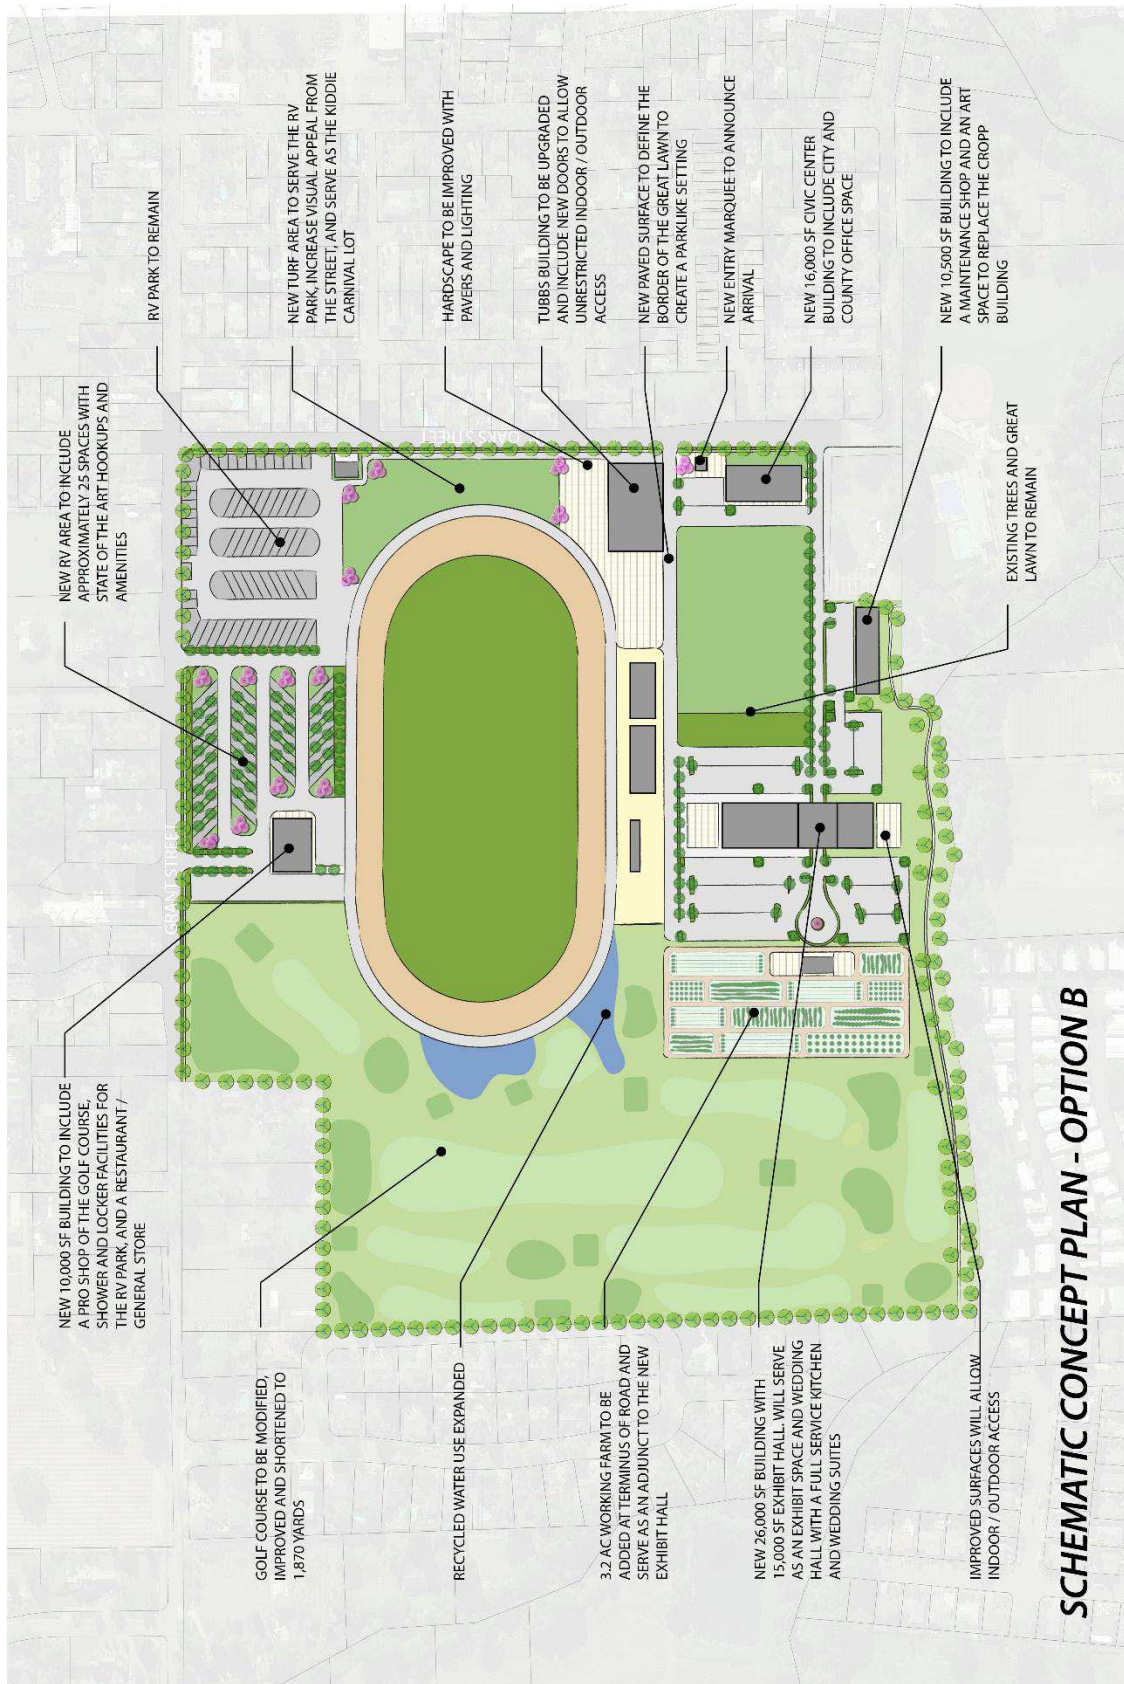 NEW 10,000 SF BUILDING TO INCLUDE
A PRO SHOP OF THE GOLF COURSE,
SHOWER AND LOCKER FACILITIES FOR
THE RV PARK, AND A RESTAURANT /
GENERAL STORE
NEW RV AREA TO INCLUDE
APPROXIMATELY 25 SPACES WITH
STATE OF THE ART HOOKUPS AND
AMENITIES
RV PARK TO REMAIN
GRANT STREET
NEW TURF AREA TO SERVE THE RV
PARK, INCREASE VISUAL APPEAL FROM
THE STREET, AND SERVE AS THE KIDDIE
CARNIVAL LOT
HARDSCAPE TO BE IMPROVED WITH
PAVERS AND LIGHTING
TUBBS BUILDING TO BE UPGRADED
AND INCLUDE NEW DOORS TO ALLOW
UNRESTRICTED INDOOR / OUTDOOR
ACCESS
NEW PAVED SURFACE TO DEFINE THE
BORDER OF THE GREAT LAWN TO
CREATE A PARKLIKE SETTING
NEW ENTRY MARQUEE TO ANNOUNCE
ARRIVAL
NEW 16,000 SF CIVIC CENTER
BUILDING TO INCLUDE CITY AND
COUNTY OFFICE SPACE
NEW 10,500 SF BUILDING TO INCLUDE
A MAINTENANCE SHOP AND AN ART
SPACE TO REPLACE THE CROPP
BUILDING
EXISTING TREES AND GREAT
LAWN TO REMAIN
GOLF COURSE TO BE MODIFIED,
IMPROVED AND SHORTENED TO
1,870 YARDS
RECYCLED WATER USE EXPANDED
3.2 AC WORKING FARM TO BE
ADDED AT TERMINUS OF ROAD AND
SERVE AS AN ADJUNCT TO THE NEW
EXHIBIT HALL
NEW 26,000 SF BUILDING WITH
15,000 SF EXHIBIT HALL. WILL SERVE
AS AN EXHIBIT SPACE AND WEDDING
HALL WITH A FULL SERVICE KITCHEN
AND WEDDING SUITES
IMPROVED SURFACES WILL ALLOW
INDOOR / OUTDOOR ACCESS
SCHEMATIC CONCEPT PLAN - OPTION B